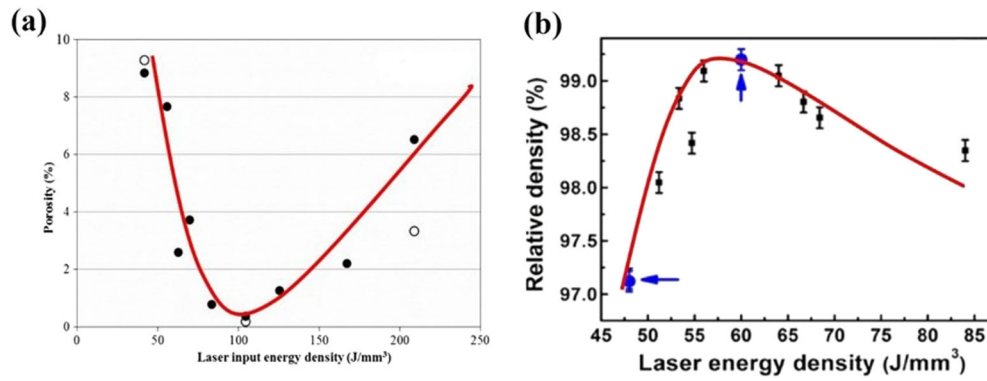 (a)
10
8
6
4
2
0
Porosity (%)
0 50 100 150 200 250
Laser input energy density (J/mm³)
(b)
99.0
98.5
98.0
97.5
97.0
Relative density (%)
45 50 55 60 65 70 75 80 85
Laser energy density (J/mm³)